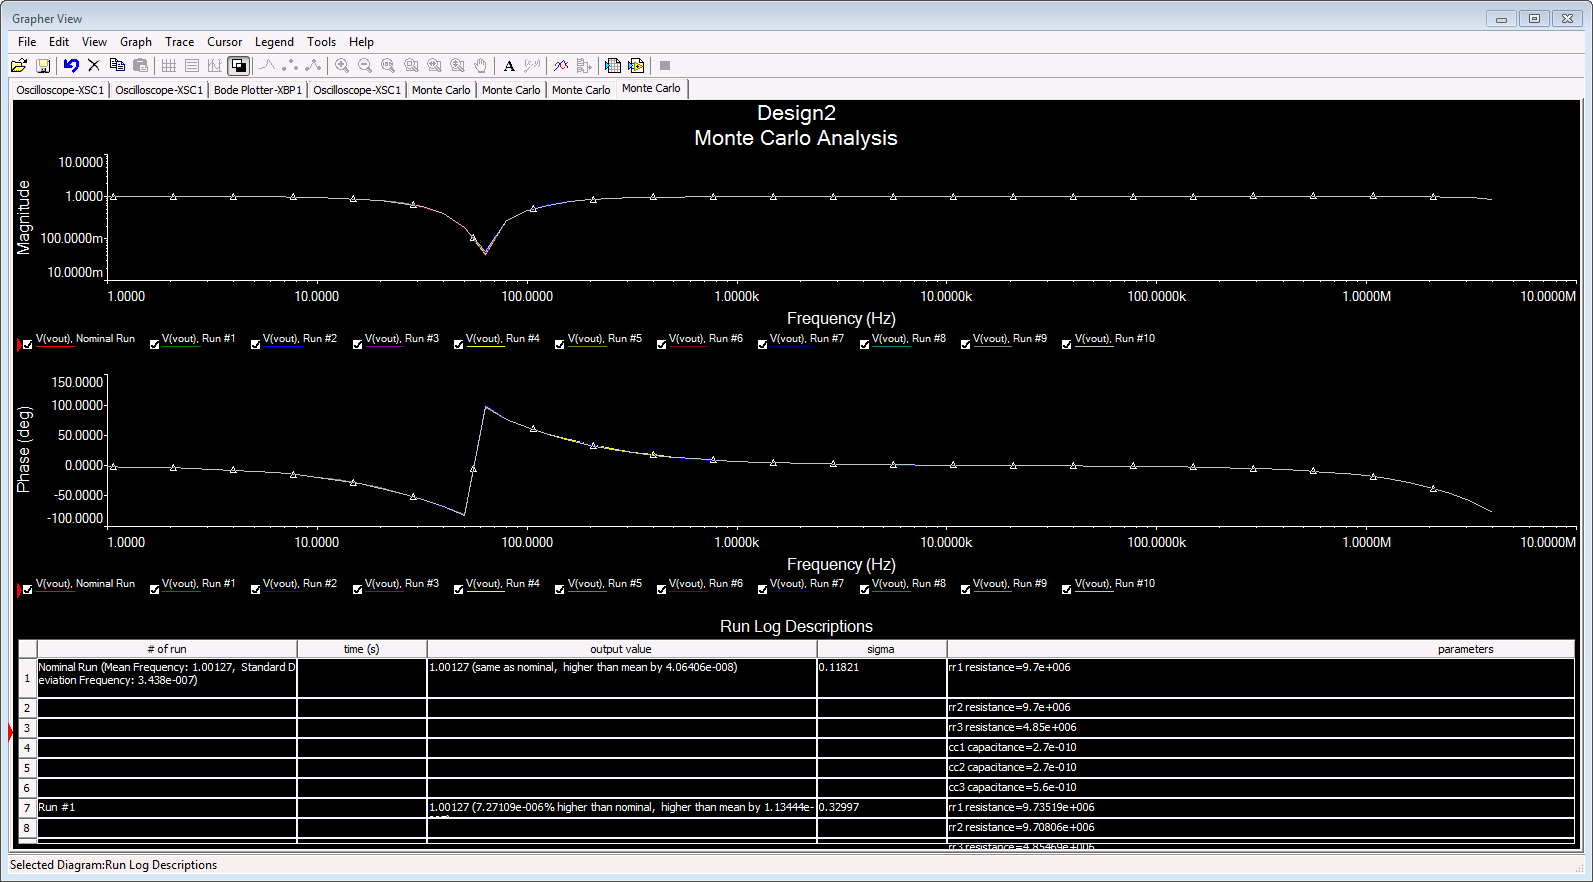 Grapher View
File Edit View Graph Trace Cursor Legend Tools Help
Oscilloscope-XSC1 Oscilloscope-XSC1 Bode Plotter-XBP1 Oscilloscope-XSC1 Monte Carlo Monte Carlo Monte Carlo Monte Carlo
Design2
Monte Carlo Analysis
Magnitude
10.0000
1.0000
100.0000m
10.0000m
1.0000 10.0000 100.0000 1.0000k 10.0000k 100.0000k 1.0000M 10.0000M
Frequency (Hz)
V(vout), Nominal Run V(vout), Run #1 V(vout), Run #2 V(vout), Run #3 V(vout), Run #4 V(vout), Run #5 V(vout), Run #6 V(vout), Run #7 V(vout), Run #8 V(vout), Run #9 V(vout), Run #10
Phase (deg)
150.0000
100.0000
50.0000
0.0000
-50.0000
-100.0000
1.0000 10.0000 100.0000 1.0000k 10.0000k 100.0000k 1.0000M 10.0000M
Frequency (Hz)
V(vout), Nominal Run V(vout), Run #1 V(vout), Run #2 V(vout), Run #3 V(vout), Run #4 V(vout), Run #5 V(vout), Run #6 V(vout), Run #7 V(vout), Run #8 V(vout), Run #9 V(vout), Run #10
Run Log Descriptions
# of run time (s) output value sigma parameters
1 Nominal Run (Mean Frequency: 1.00127, Standard D
eviation Frequency: 3.438e-007) 1.00127 (same as nominal, higher than mean by 4.06406e-008) 0.11821 rr1 resistance=9.7e+006
2 rr2 resistance=9.7e+006
3 rr3 resistance=4.85e+006
4 cc1 capacitance=2.7e-010
5 cc2 capacitance=2.7e-010
6 cc3 capacitance=5.6e-010
7 Run #1 1.00127 (7.27109e-006% higher than nominal, higher than mean by 1.13444e- 0.32997 rr1 resistance=9.73519e+006
8 rr2 resistance=9.70806e+006
rr3 resistance=4.85469e+006
Selected Diagram:Run Log Descriptions